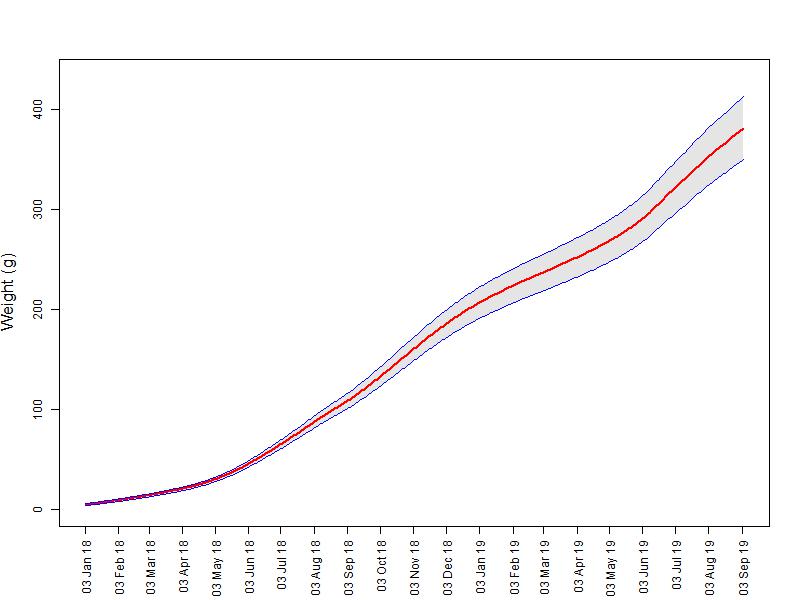 Weight (g)
400
300
200
100
0
03 Jan 18
03 Feb 18
03 Mar 18
03 Apr 18
03 May 18
03 Jun 18
03 Jul 18
03 Aug 18
03 Sep 18
03 Oct 18
03 Nov 18
03 Dec 18
03 Jan 19
03 Feb 19
03 Mar 19
03 Apr 19
03 May 19
03 Jun 19
03 Jul 19
03 Aug 19
03 Sep 19